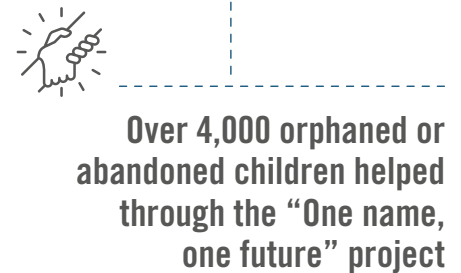 Over 4,000 orphaned or
abandoned children helped
through the “One name,
one future” project